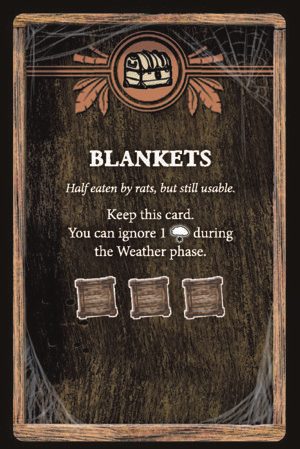 BLANKETS
Half eaten by rats, but still usable.
Keep this card.
You can ignore 1 during
the Weather phase.